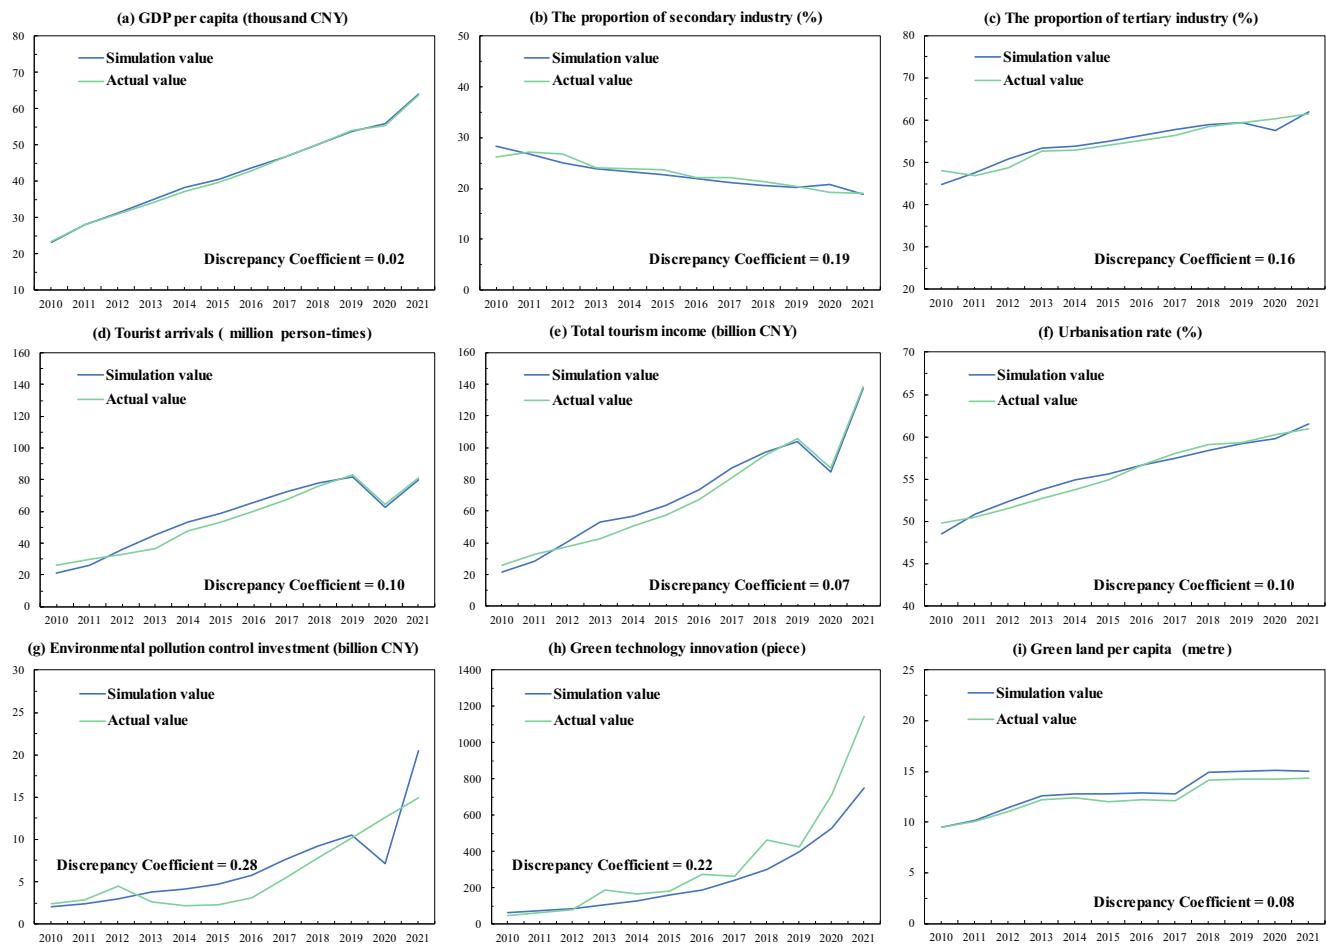 (a) GDP per capita (thousand CNY)
80
70
60
50
40
30
20
10
Simulation value
Actual value
Discrepancy Coefficient = 0.02
2010 2011 2012 2013 2014 2015 2016 2017 2018 2019 2020 2021
(b) The proportion of secondary industry (%)
50
40
30
20
10
0
Simulation value
Actual value
Discrepancy Coefficient = 0.19
2010 2011 2012 2013 2014 2015 2016 2017 2018 2019 2020 2021
(c) The proportion of tertiary industry (%)
80
70
60
50
40
30
20
Simulation value
Actual value
Discrepancy Coefficient = 0.16
2010 2011 2012 2013 2014 2015 2016 2017 2018 2019 2020 2021
(d) Tourist arrivals ( million person-times)
160
140
120
100
80
60
40
20
0
Simulation value
Actual value
Discrepancy Coefficient = 0.10
2010 2011 2012 2013 2014 2015 2016 2017 2018 2019 2020 2021
(e) Total tourism income (billion CNY)
160
140
120
100
80
60
40
20
0
Simulation value
Actual value
Discrepancy Coefficient = 0.07
2010 2011 2012 2013 2014 2015 2016 2017 2018 2019 2020 2021
(f) Urbanisation rate (%)
70
65
60
55
50
45
40
Simulation value
Actual value
Discrepancy Coefficient = 0.10
2010 2011 2012 2013 2014 2015 2016 2017 2018 2019 2020 2021
(g) Environmental pollution control investment (billion CNY)
30
25
20
15
10
5
0
Simulation value
Actual value
Discrepancy Coefficient = 0.28
2010 2011 2012 2013 2014 2015 2016 2017 2018 2019 2020 2021
(h) Green technology innovation (piece)
1400
1200
1000
800
600
400
200
0
Simulation value
Actual value
Discrepancy Coefficient = 0.22
2010 2011 2012 2013 2014 2015 2016 2017 2018 2019 2020 2021
(i) Green land per capita (metre)
25
20
15
10
5
0
Simulation value
Actual value
Discrepancy Coefficient = 0.08
2010 2011 2012 2013 2014 2015 2016 2017 2018 2019 2020 2021